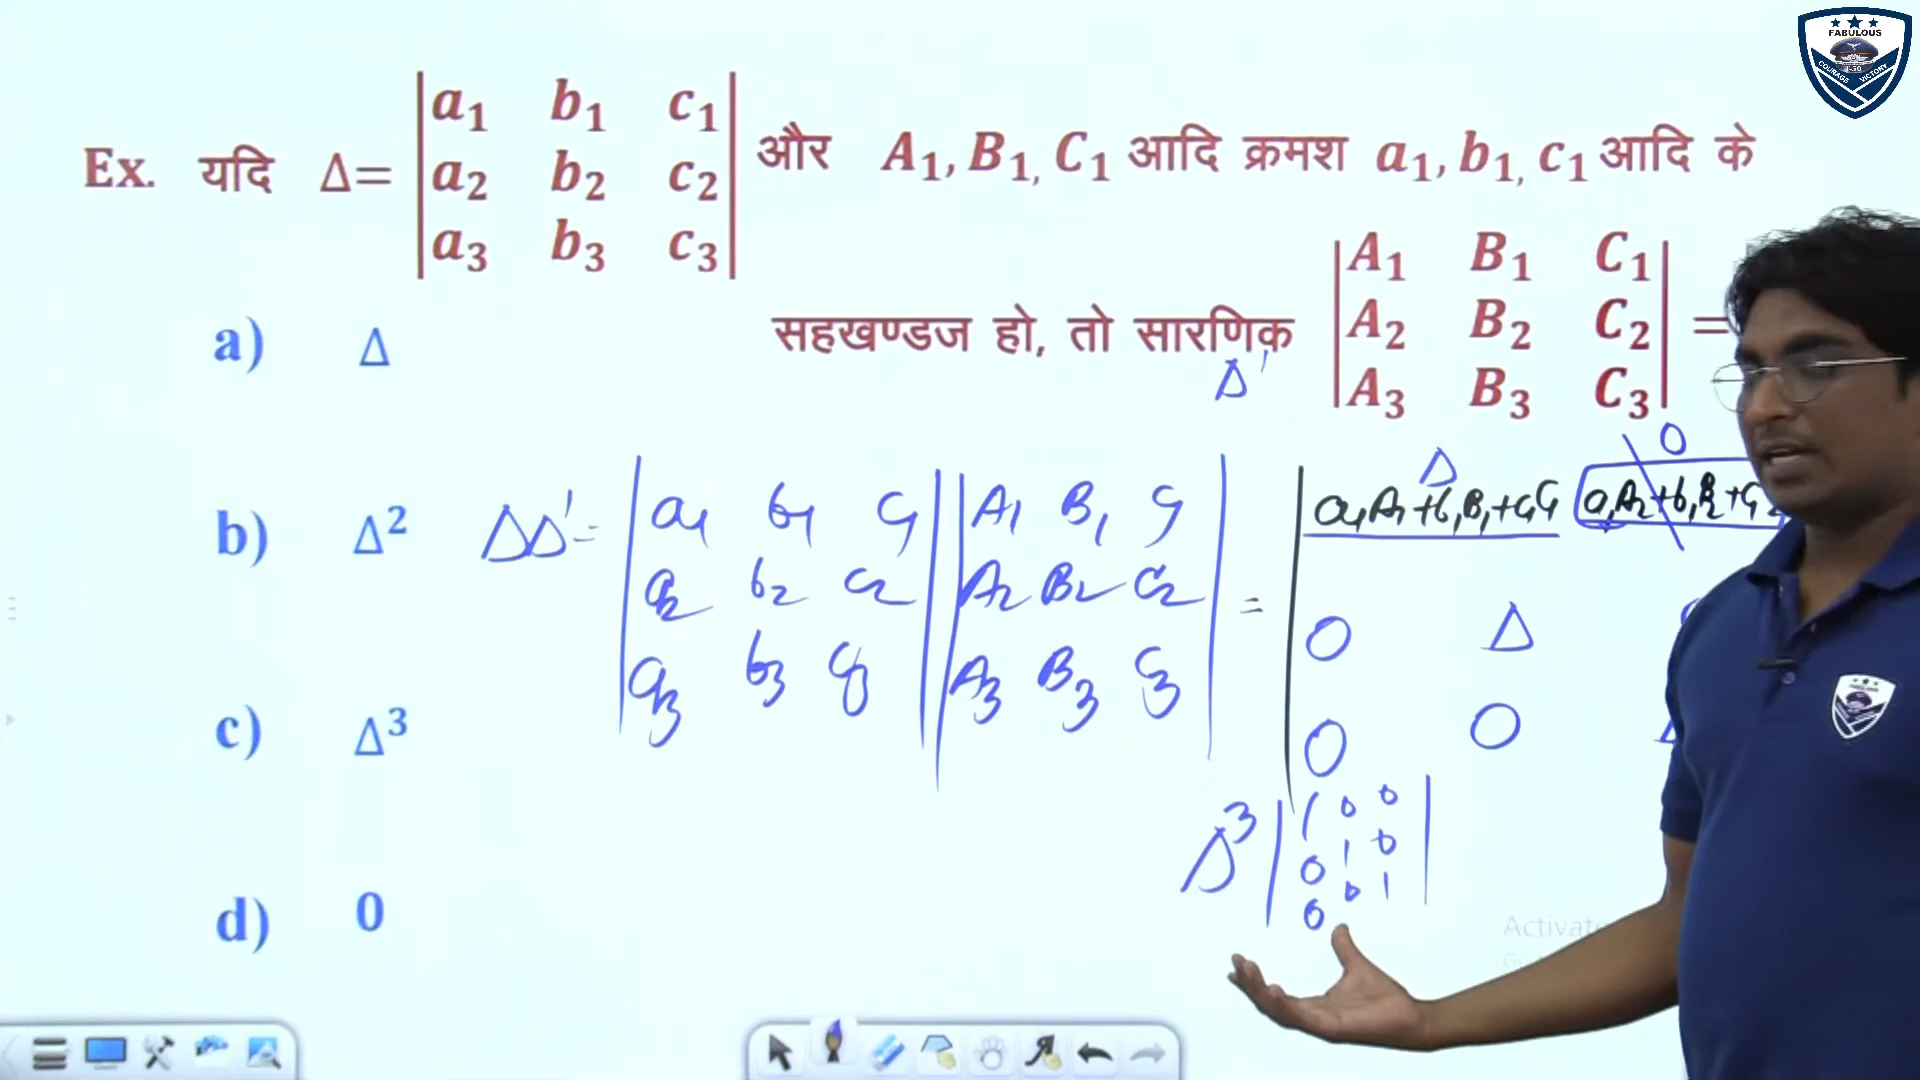 FABULOUS
COURAGE VICTORY
Ex. यदि Δ= | a1 b1 c1 | और A1, B1, C1 आदि क्रमश a1, b1, c1 आदि के
| a2 b2 c2 |
| a3 b3 c3 |
सहखण्डज हो, तो सारणिक | A1 B1 C1 |
| A2 B2 C2 | =
| A3 B3 C3 |
Δ'
a) Δ
b) Δ²
c) Δ³
d) 0
ΔΔ' = | a1 b1 c1 | | A1 B1 C1 | = | a1A1+b1B1+c1C1
| a2 b2 c2 | | A2 B2 C2 |
| a3 b3 c3 | | A3 B3 C3 |
Δ 0
0 Δ
0 0
Δ³ | 1 0 0 |
| 0 1 0 |
| 0 0 1 |